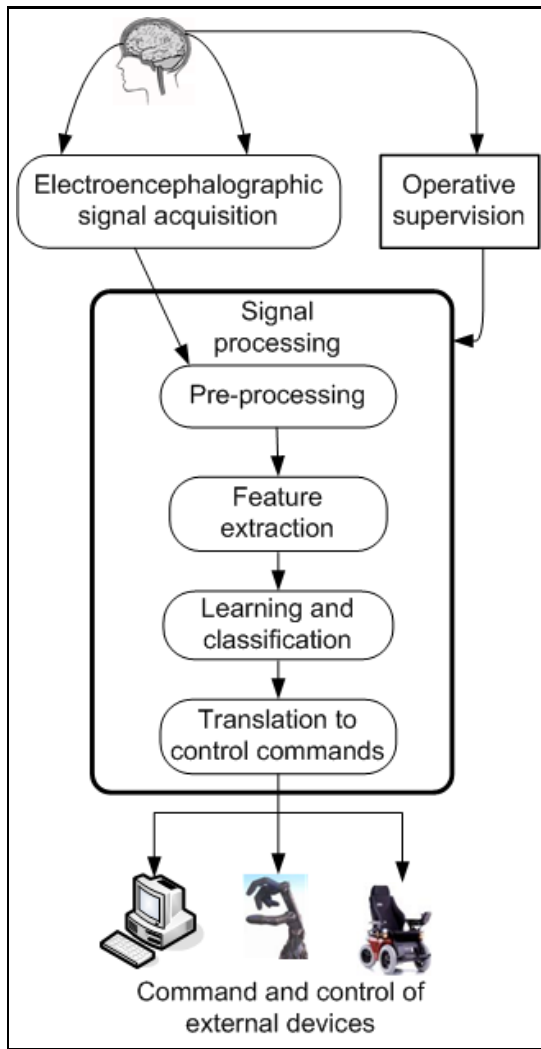 Electroencephalographic
signal acquisition
Operative
supervision
Signal
processing
Pre-processing
Feature
extraction
Learning and
classification
Translation to
control commands
Command and control of
external devices